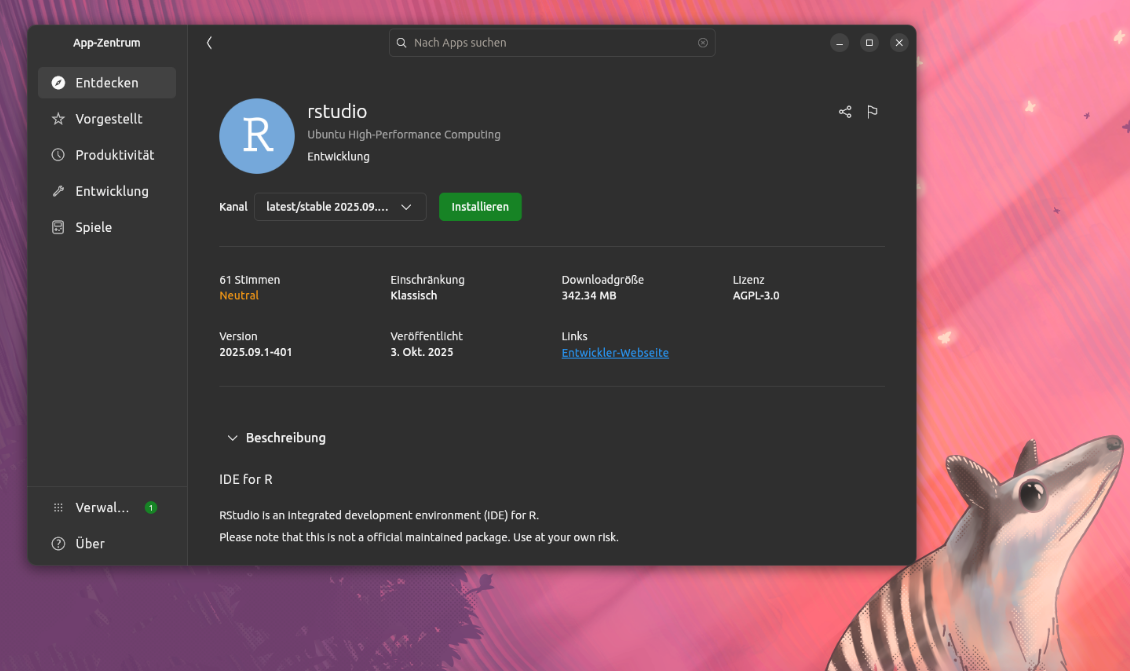 App-Zentrum
Nach Apps suchen
Entdecken
Vorgestellt
Produktivität
Entwicklung
Spiele
Verwal...
1
Über
R
rstudio
Ubuntu High-Performance Computing
Entwicklung
Kanal
latest/stable 2025.09....
Installieren
61 Stimmen
Neutral
Einschränkung
Klassisch
Downloadgröße
342.34 MB
Lizenz
AGPL-3.0
Version
2025.09.1-401
Veröffentlicht
3. Okt. 2025
Links
Entwickler-Webseite
Beschreibung
IDE for R
RStudio is an integrated development environment (IDE) for R.
Please note that this is not a official maintained package. Use at your own risk.